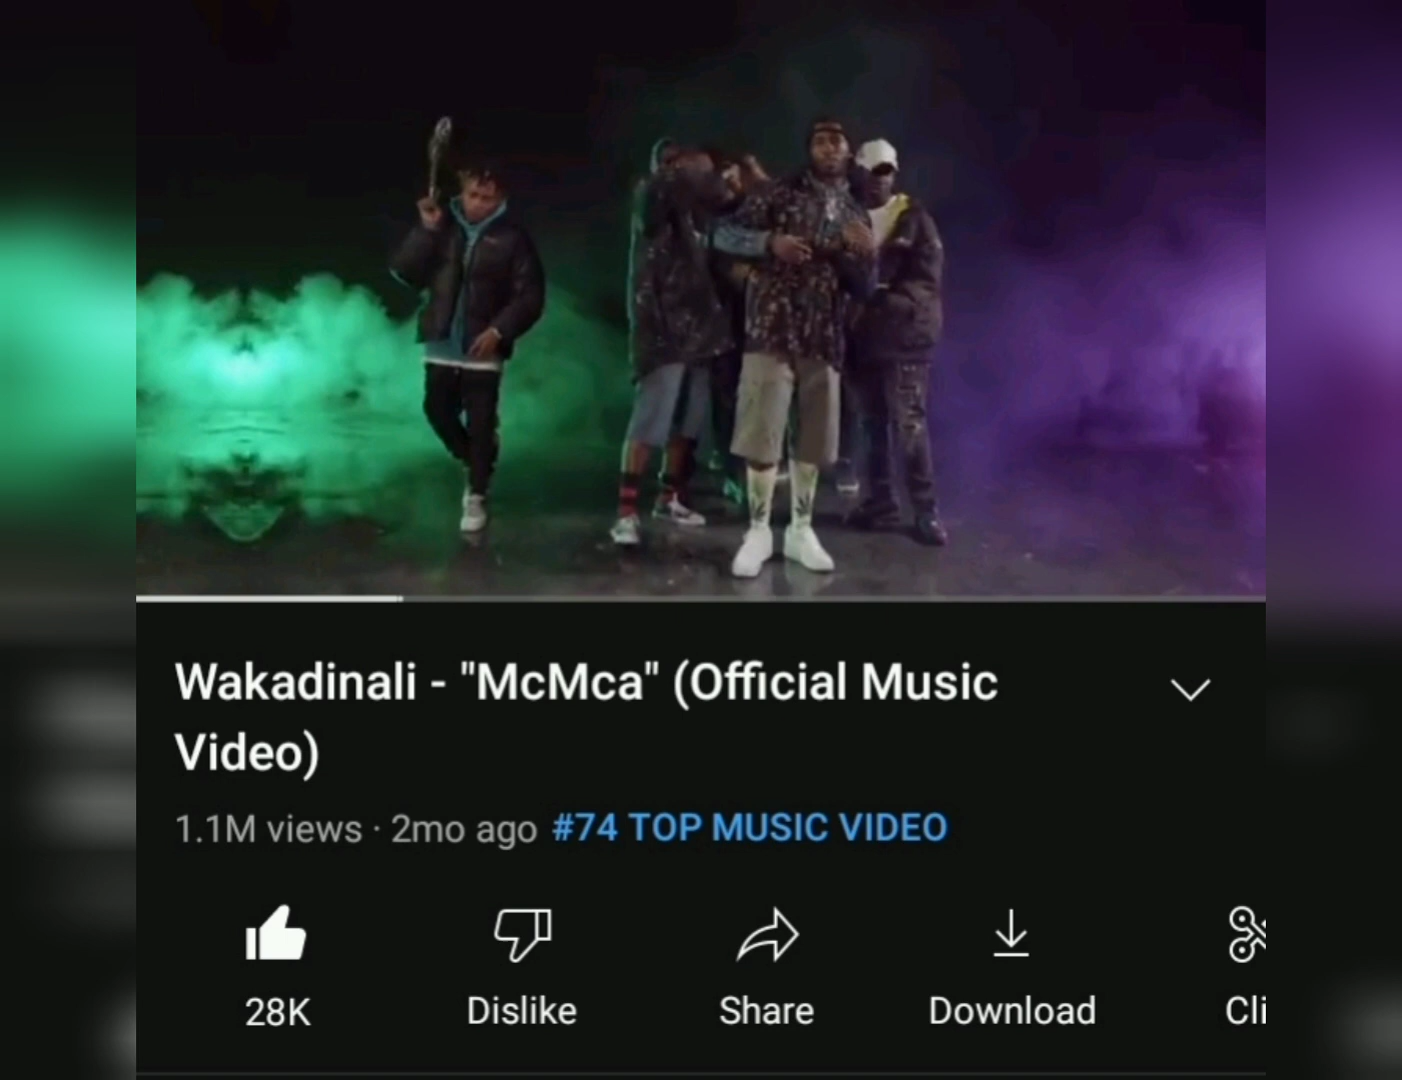 Wakadinali - "McMca" (Official Music
Video)
1.1M views · 2mo ago #74 TOP MUSIC VIDEO
28K Dislike Share Download Cli